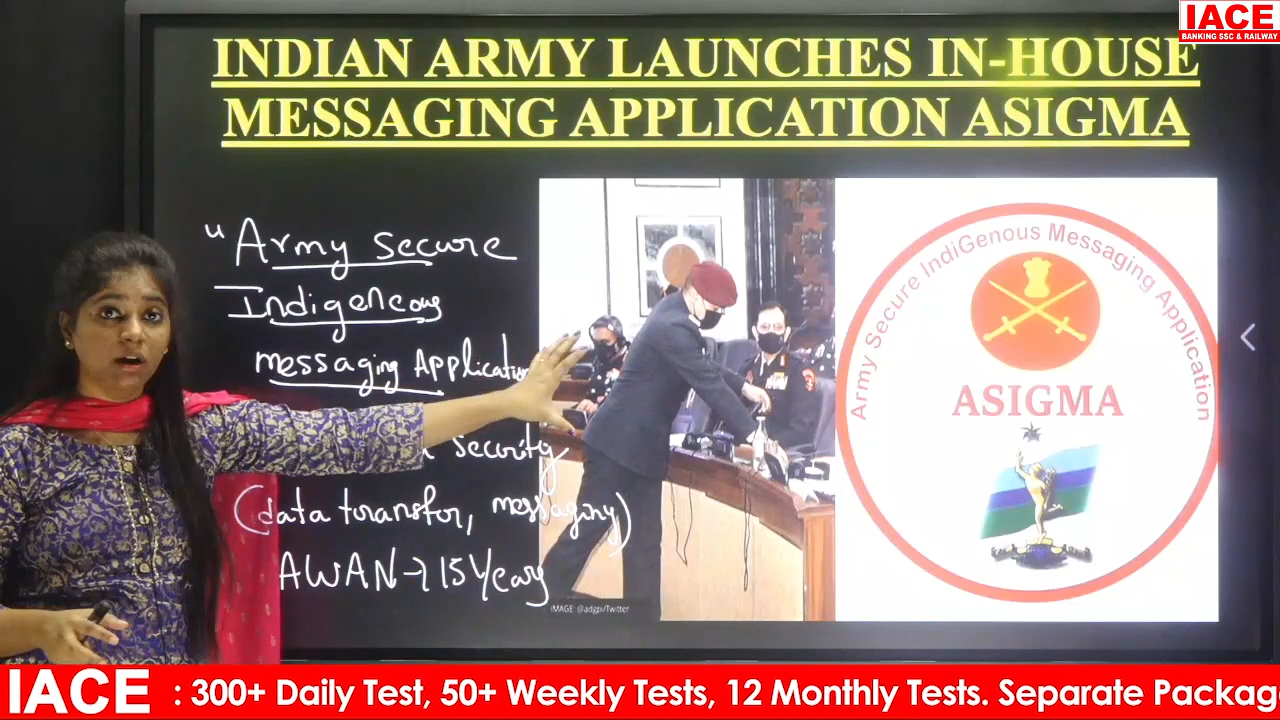 IACE
BANKING SSC & RAILWAY
INDIAN ARMY LAUNCHES IN-HOUSE
MESSAGING APPLICATION ASIGMA
"Army Secure
Indigenous
messaging Application
security
(data transfer, messaging)
AWAN → 15 Years
IMAGE: @adgpi/Twitter
Army Secure IndiGenous Messaging Application
ASIGMA
IACE : 300+ Daily Test, 50+ Weekly Tests, 12 Monthly Tests. Separate Packag